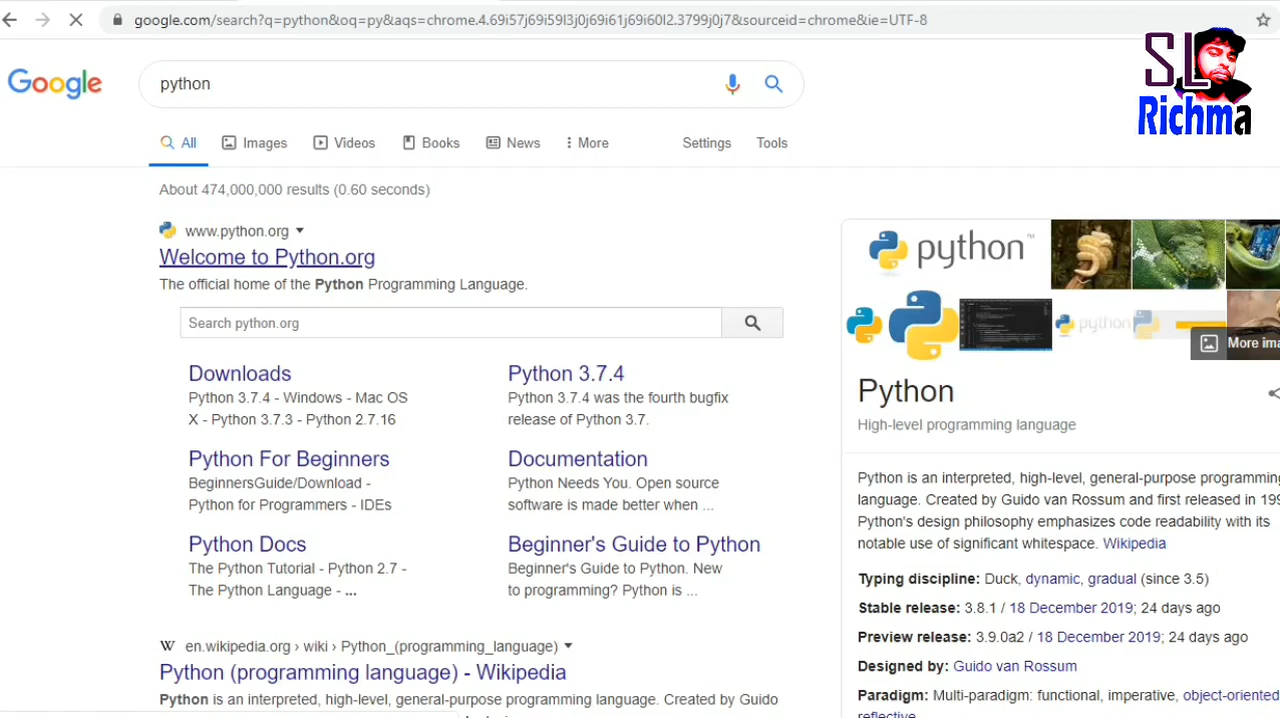 google.com/search?q=python&oq=py&aqs=chrome.4.69i57j69i59l3j0j69i61j69i60l2.3799j0j7&sourceid=chrome&ie=UTF-8
SL
Richma
Google
python
All Images Videos Books News More Settings Tools
About 474,000,000 results (0.60 seconds)
www.python.org
Welcome to Python.org
The official home of the Python Programming Language.
Search python.org
Downloads
Python 3.7.4 - Windows - Mac OS
X - Python 3.7.3 - Python 2.7.16
Python 3.7.4
Python 3.7.4 was the fourth bugfix
release of Python 3.7.
Python For Beginners
BeginnersGuide/Download -
Python for Programmers - IDEs
Documentation
Python Needs You. Open source
software is made better when ...
Python Docs
The Python Tutorial - Python 2.7 -
The Python Language - ...
Beginner's Guide to Python
Beginner's Guide to Python. New
to programming? Python is ...
en.wikipedia.org › wiki › Python_(programming_language)
Python (programming language) - Wikipedia
Python is an interpreted, high-level, general-purpose programming language. Created by Guido
python™
python
More ima
Python
High-level programming language
Python is an interpreted, high-level, general-purpose programming
language. Created by Guido van Rossum and first released in 199
Python's design philosophy emphasizes code readability with its
notable use of significant whitespace. Wikipedia
Typing discipline: Duck, dynamic, gradual (since 3.5)
Stable release: 3.8.1 / 18 December 2019; 24 days ago
Preview release: 3.9.0a2 / 18 December 2019; 24 days ago
Designed by: Guido van Rossum
Paradigm: Multi-paradigm: functional, imperative, object-oriented
reflective